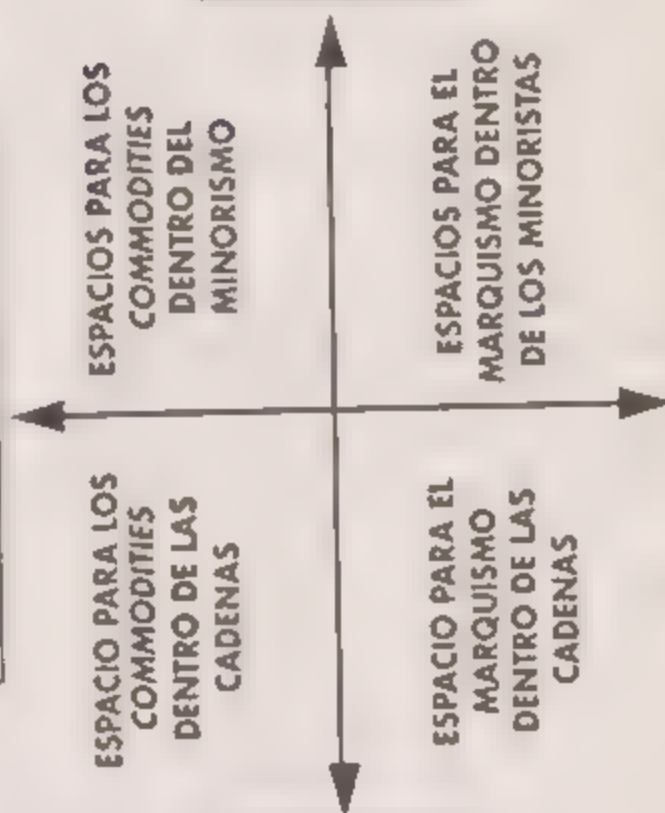 ESPACIO PARA LOS
COMMODITIES
DENTRO DE LAS
CADENAS
ESPACIOS PARA LOS
COMMODITIES
DENTRO DEL
MINORISMO
ESPACIO PARA EL
MARQUISMO
DENTRO DE LAS
CADENAS
ESPACIOS PARA EL
MARQUISMO DENTRO
DE LOS MINORISTAS